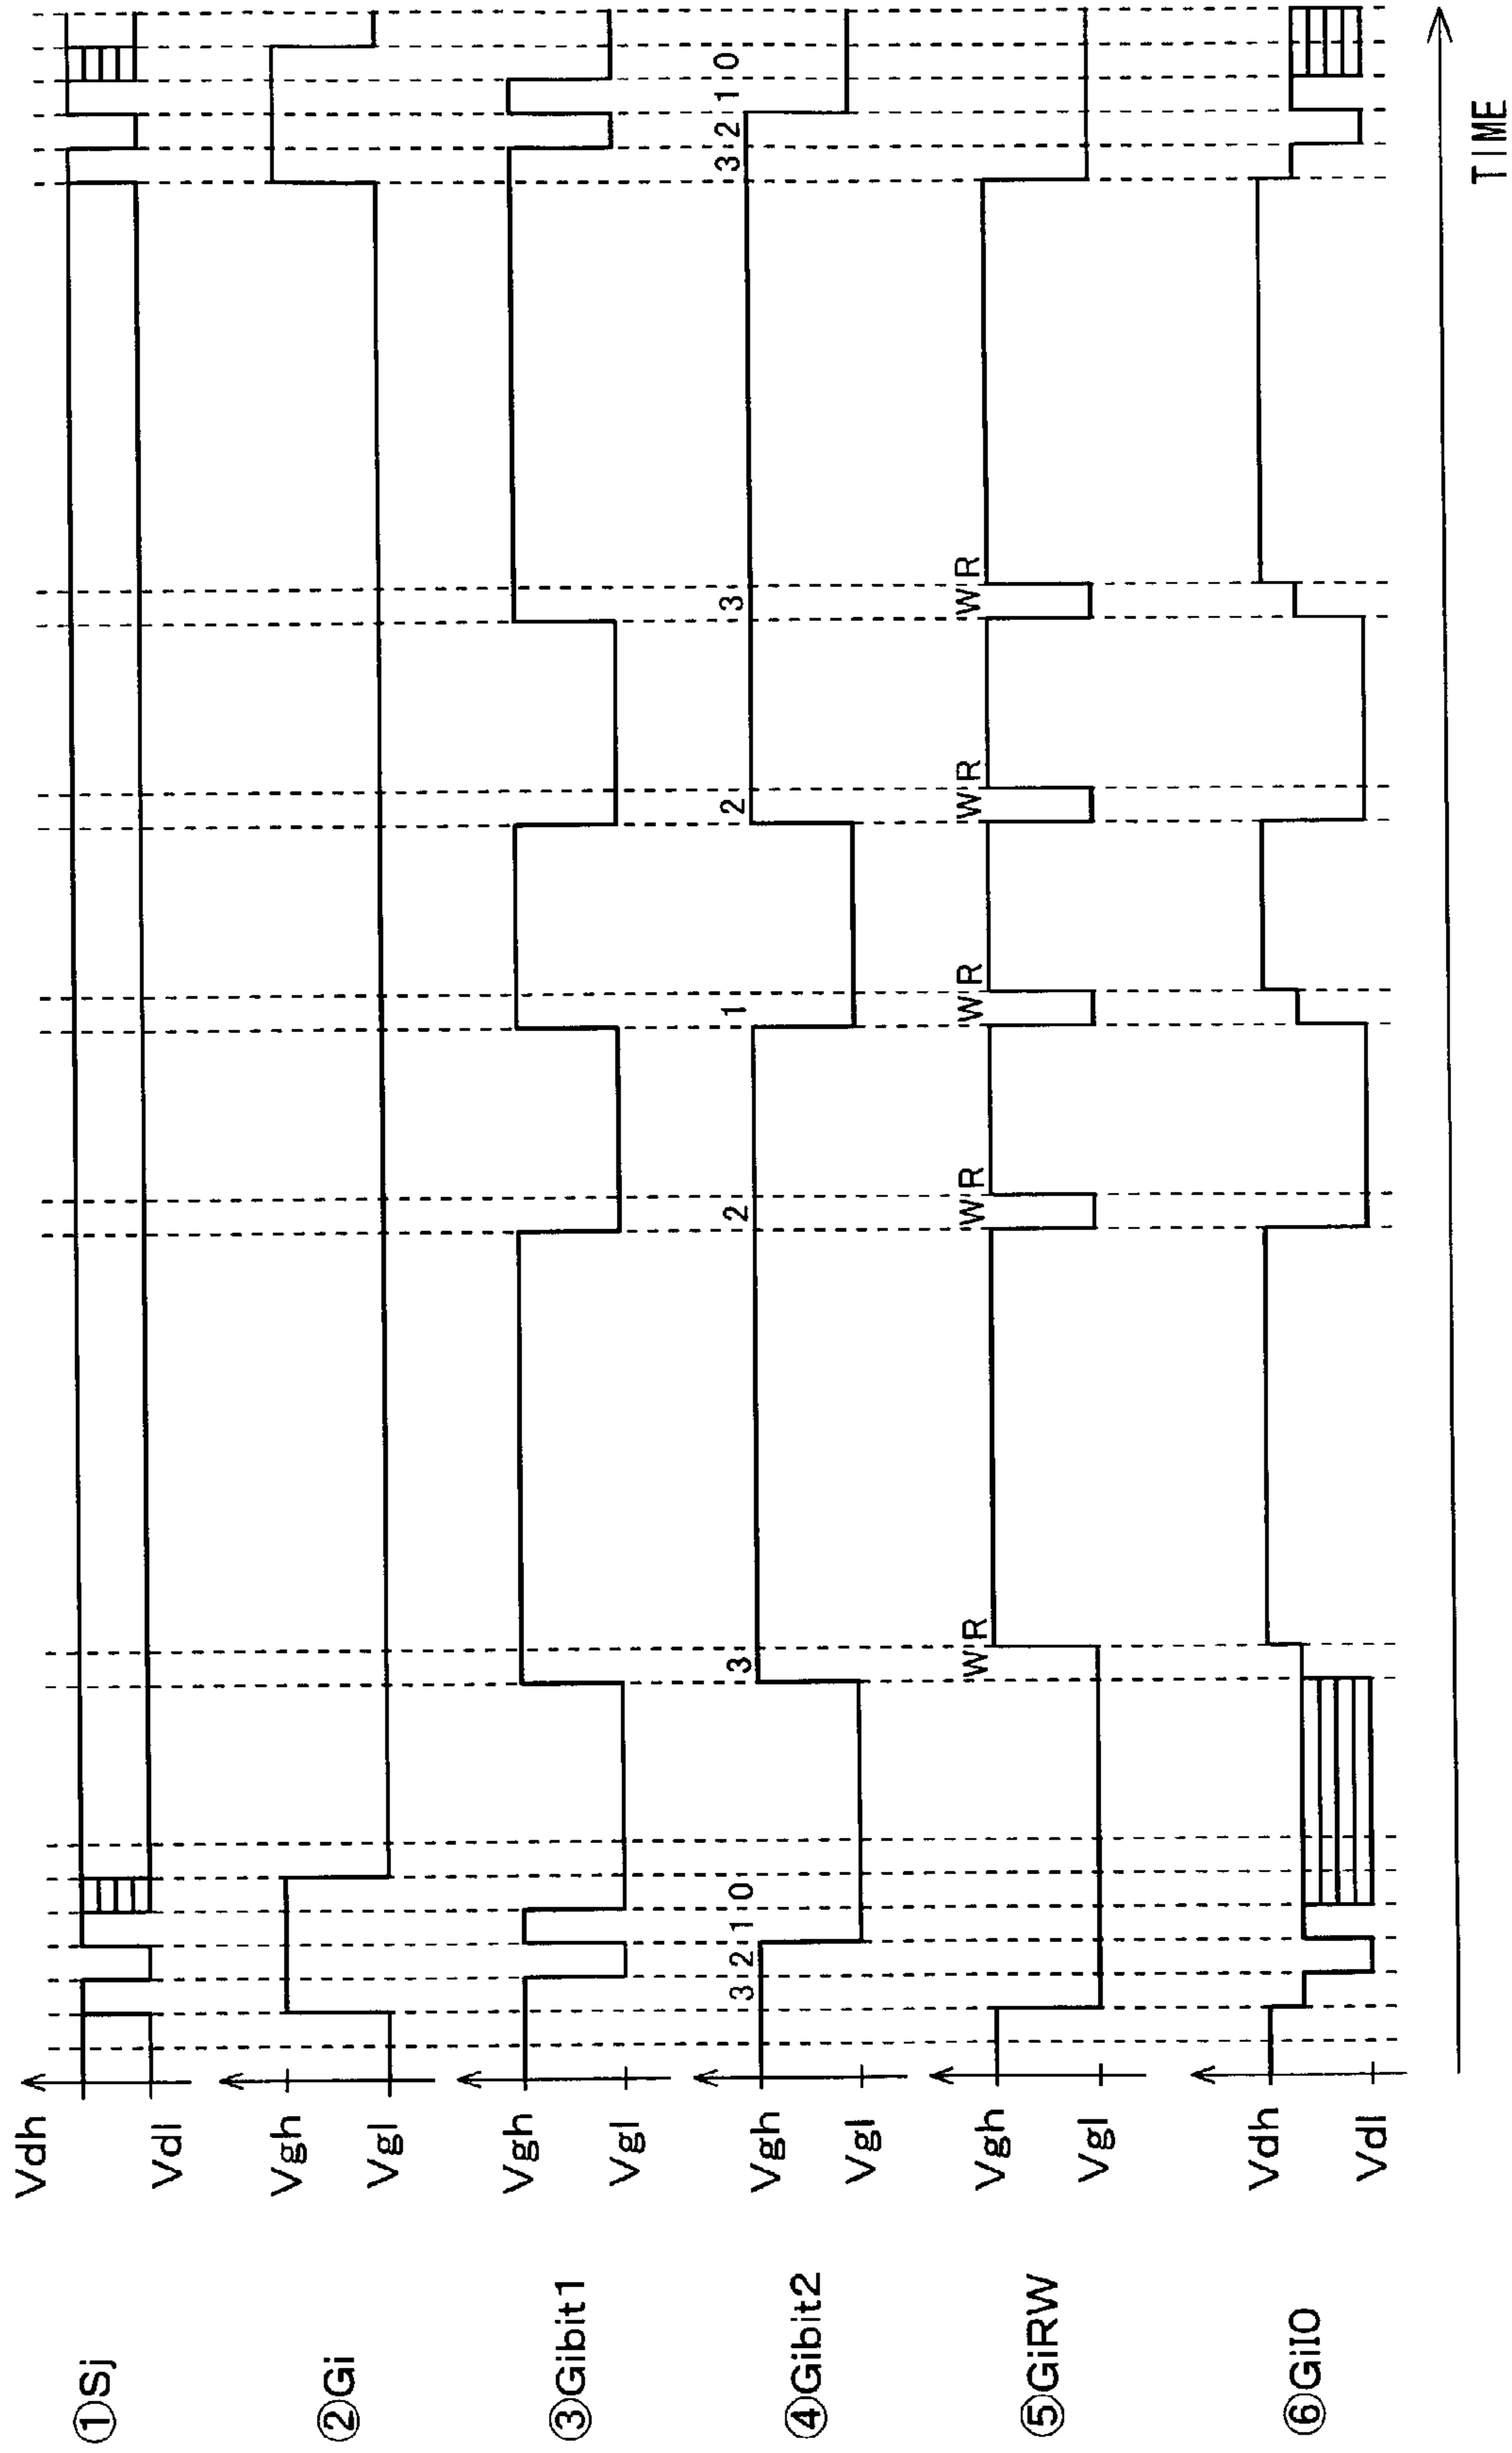 Vdh
①Sj
Vdl
Vgh
②Gi
Vgl
Vgh
③Gibit1
Vgl
3 2 1 0 3 2 1 2 3 3 2 1 0
Vgh
④Gibit2
Vgl
W R W R W R W R W R
Vgh
⑤GiRW
Vgl
Vdh
⑥GiIO
Vdl
TIME